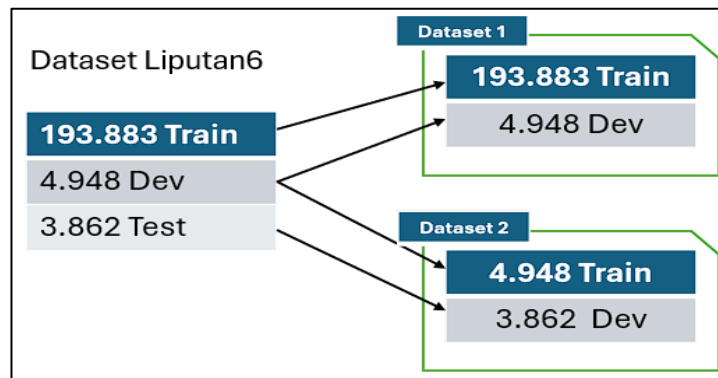 Dataset Liputan6
193.883 Train
4.948 Dev
3.862 Test
Dataset 1
193.883 Train
4.948 Dev
Dataset 2
4.948 Train
3.862 Dev